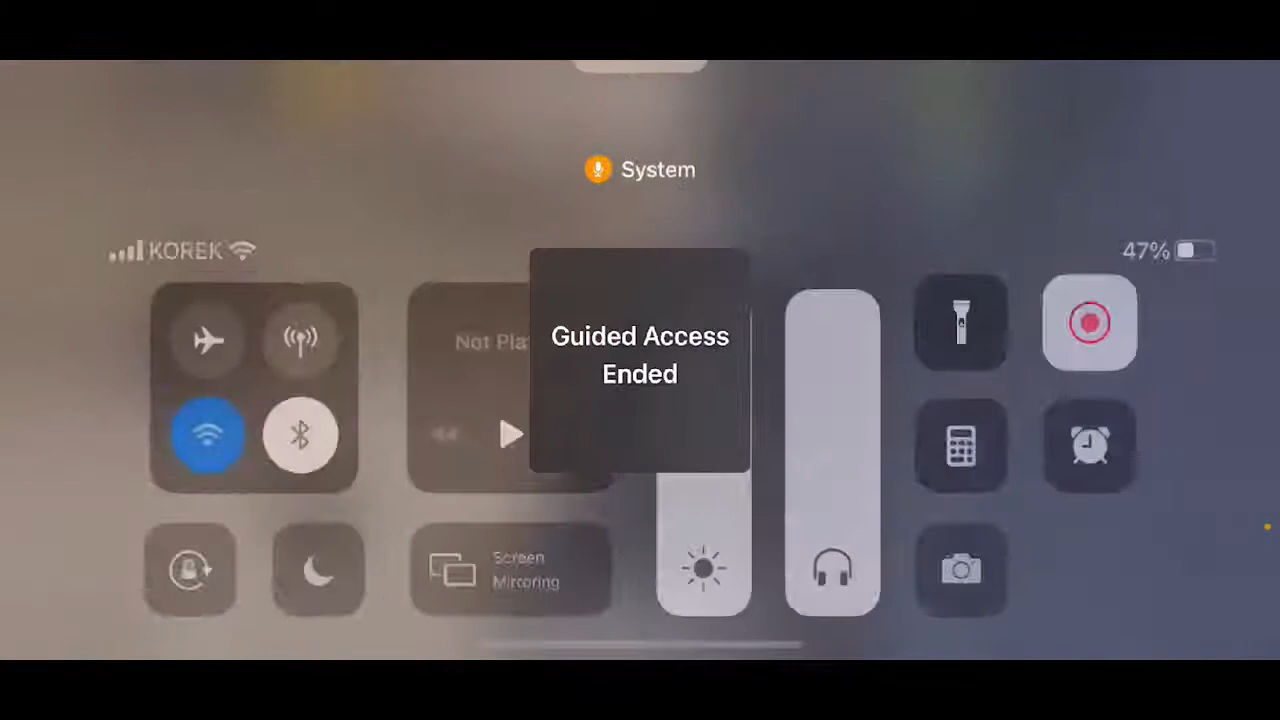 System
KOREK
47%
Not Pla
Guided Access
Ended
Screen
Mirroring